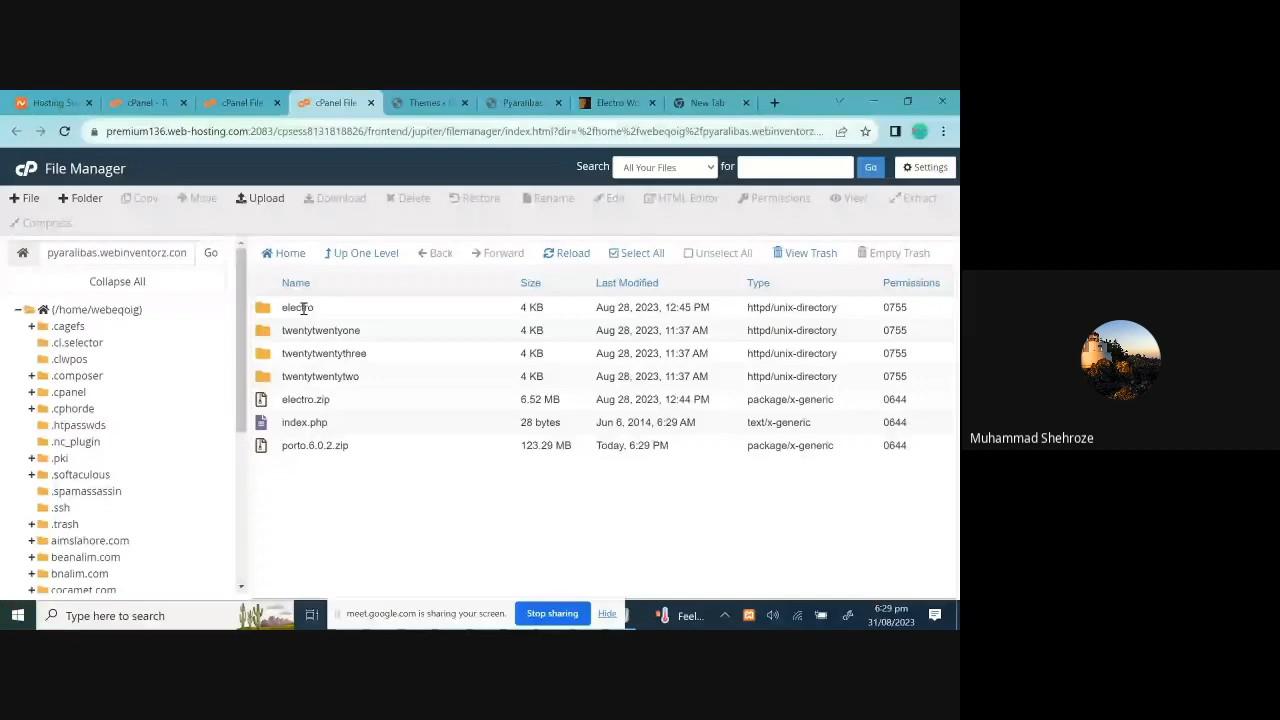 Hosting Se
cPanel - T
cPanel File
cPanel File
Themes
Pyaralibas
Electro Wo
New Tab
premium136.web-hosting.com:2083/cpsess8131818826/frontend/jupiter/filemanager/index.html?dir=%2fhome%2fwebeqoig%2fpyaralibas.webinventorz....
cP File Manager
Search All Your Files for Go Settings
+ File + Folder Copy Move Upload Download Delete Restore Rename Edit HTML Editor Permissions View Extract
Compress
pyaralibas.webinventorz.con Go
Home Up One Level Back Forward Reload Select All Unselect All View Trash Empty Trash
Collapse All
(/home/webeqoig)
.cagefs
.cl.selector
.clwpos
.composer
.cpanel
.cphorde
.htpasswds
.nc_plugin
.pki
.softaculous
.spamassassin
.ssh
.trash
aimslahore.com
beanalim.com
bnalim.com
cocamet.com
Name Size Last Modified Type Permissions
electro 4 KB Aug 28, 2023, 12:45 PM httpd/unix-directory 0755
twentytwentyone 4 KB Aug 28, 2023, 11:37 AM httpd/unix-directory 0755
twentytwentythree 4 KB Aug 28, 2023, 11:37 AM httpd/unix-directory 0755
twentytwentytwo 4 KB Aug 28, 2023, 11:37 AM httpd/unix-directory 0755
electro.zip 6.52 MB Aug 28, 2023, 12:44 PM package/x-generic 0644
index.php 28 bytes Jun 6, 2014, 6:29 AM text/x-generic 0644
porto.6.0.2.zip 123.29 MB Today, 6:29 PM package/x-generic 0644
Muhammad Shehroze
Type here to search
meet.google.com is sharing your screen. Stop sharing Hide
Feel...
6:29 pm
31/08/2023